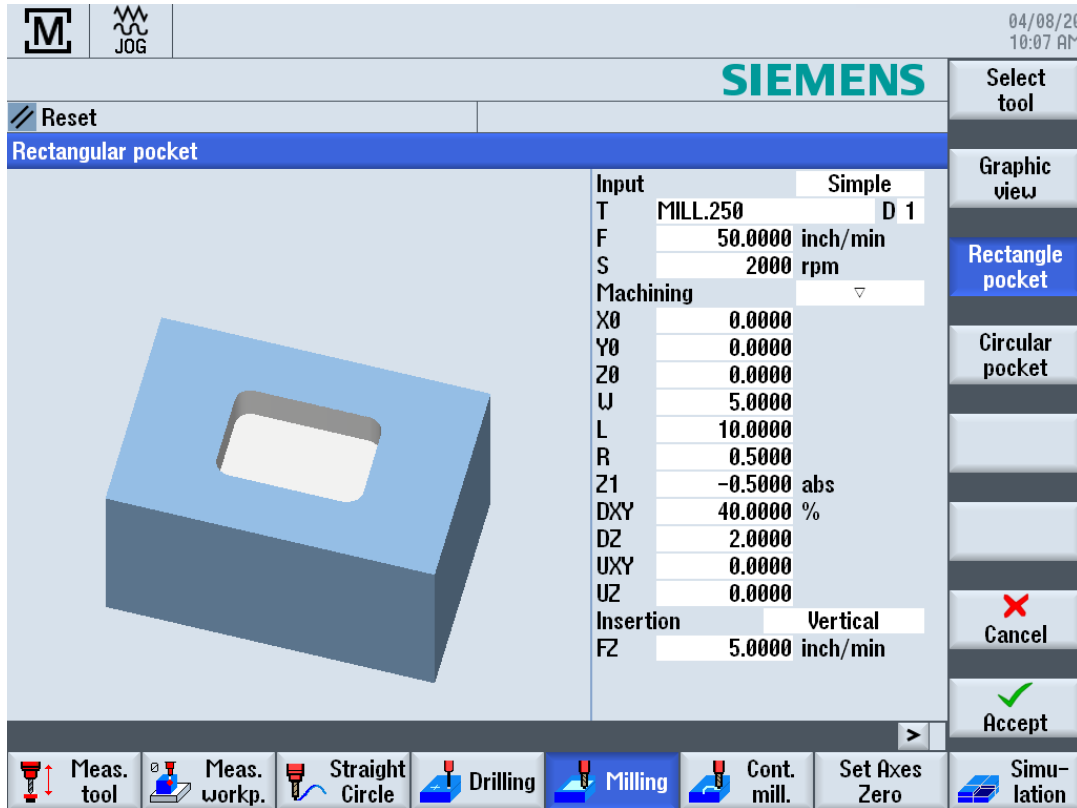 M
JOG
04/08/20
10:07 AM
SIEMENS
Reset
Rectangular pocket
Input Simple
T MILL.250 D 1
F 50.0000 inch/min
S 2000 rpm
Machining ▽
X0 0.0000
Y0 0.0000
Z0 0.0000
W 5.0000
L 10.0000
R 0.5000
Z1 -0.5000 abs
DXY 40.0000 %
DZ 2.0000
UXY 0.0000
UZ 0.0000
Insertion Vertical
FZ 5.0000 inch/min
Select
tool
Graphic
view
Rectangle
pocket
Circular
pocket
Cancel
Accept
>
Meas.
tool
0
Meas.
workp.
Straight
Circle
Drilling
Milling
Cont.
mill.
Set Axes
Zero
Simu-
lation